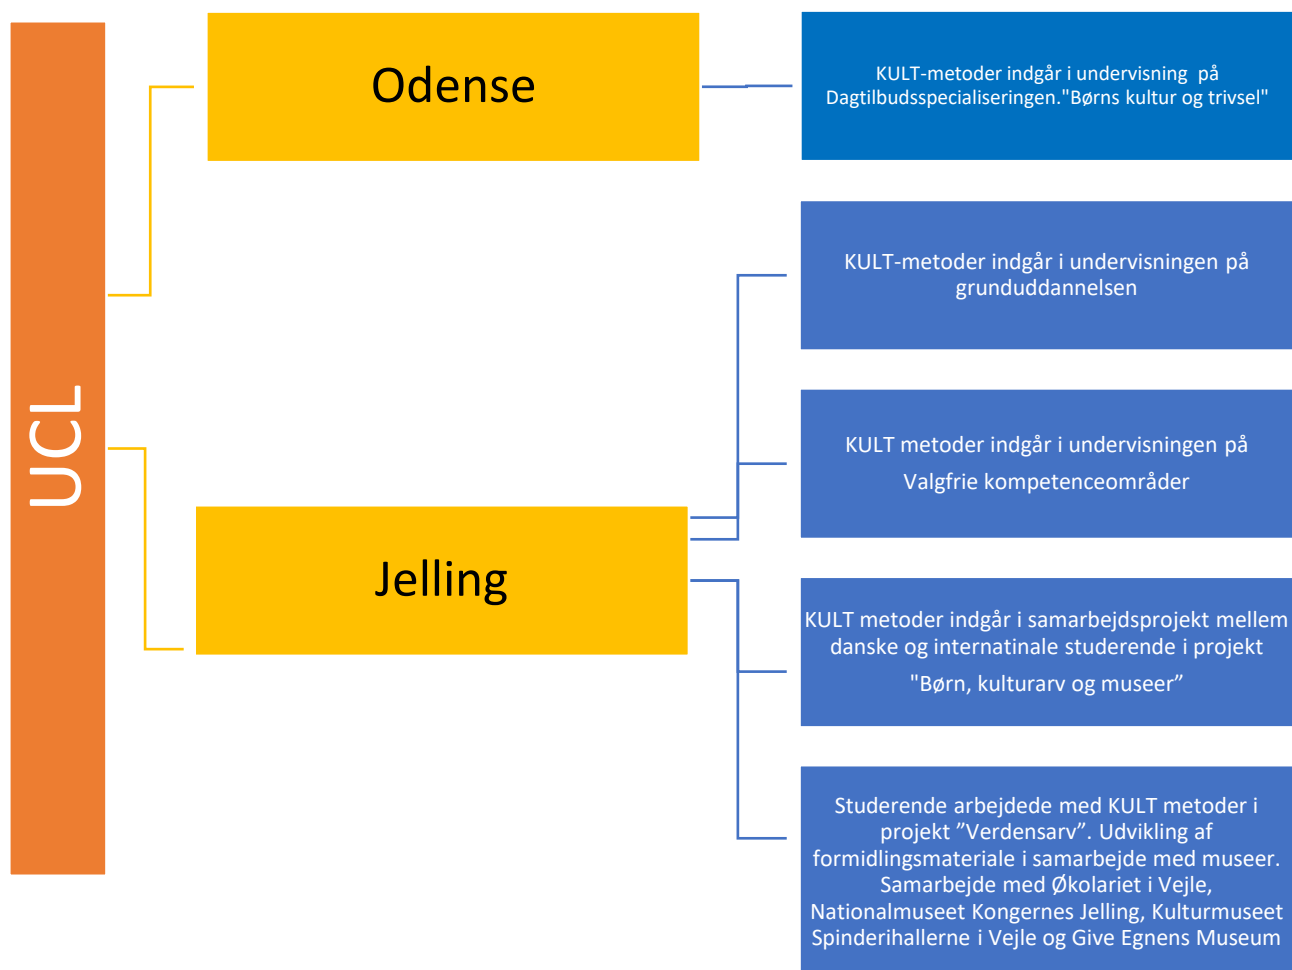 UCL
Odense
KULT-metoder indgår i undervisning  på
Dagtilbudsspecialiseringen."Børns kultur og trivsel"
Jelling
KULT-metoder indgår i undervisningen på
grunduddannelsen
KULT metoder indgår i undervisningen på
Valgfrie kompetenceområder
KULT metoder indgår i samarbejdsprojekt mellem
danske og internatinale studerende i projekt
"Børn, kulturarv og museer”
Studerende arbejdede med KULT metoder i
projekt ”Verdensarv”. Udvikling af
formidlingsmateriale i samarbejde med museer.
Samarbejde med Økolariet i Vejle,
Nationalmuseet Kongernes Jelling, Kulturmuseet
Spinderihallerne i Vejle og Give Egnens Museum